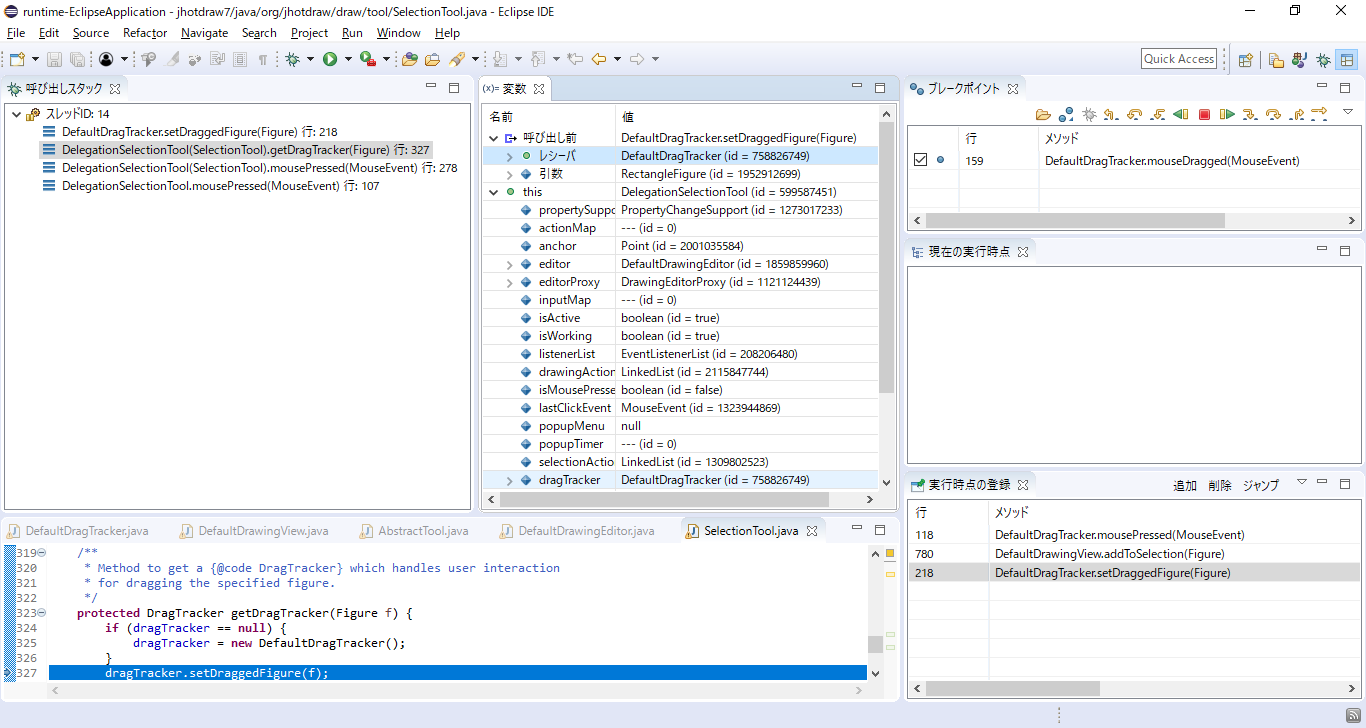 runtime-EclipseApplication - jhotdraw7/java/org/jhotdraw/draw/tool/SelectionTool.java - Eclipse IDE
File Edit Source Refactor Navigate Search Project Run Window Help
Quick Access
呼び出しスタック
スレッドID: 14
DefaultDragTracker.setDraggedFigure(Figure) 行: 218
DelegationSelectionTool(SelectionTool).getDragTracker(Figure) 行: 327
DelegationSelectionTool(SelectionTool).mousePressed(MouseEvent) 行: 278
DelegationSelectionTool.mousePressed(MouseEvent) 行: 107
(x)= 変数
名前 値
呼び出し前 DefaultDragTracker.setDraggedFigure(Figure)
レシーバ DefaultDragTracker (id = 758826749)
引数 RectangleFigure (id = 1952912699)
this DelegationSelectionTool (id = 599587451)
propertySuppo PropertyChangeSupport (id = 1273017233)
actionMap --- (id = 0)
anchor Point (id = 2001035584)
editor DefaultDrawingEditor (id = 1859859960)
editorProxy DrawingEditorProxy (id = 1121124439)
inputMap --- (id = 0)
isActive boolean (id = true)
isWorking boolean (id = true)
listenerList EventListenerList (id = 208206480)
drawingAction LinkedList (id = 2115847744)
isMousePresse boolean (id = false)
lastClickEvent MouseEvent (id = 1323944869)
popupMenu null
popupTimer --- (id = 0)
selectionActio LinkedList (id = 1309802523)
dragTracker DefaultDragTracker (id = 758826749)
ブレークポイント
行 メソッド
159 DefaultDragTracker.mouseDragged(MouseEvent)
現在の実行時点
実行時点の登録 追加 削除 ジャンプ
行 メソッド
118 DefaultDragTracker.mousePressed(MouseEvent)
780 DefaultDrawingView.addToSelection(Figure)
218 DefaultDragTracker.setDraggedFigure(Figure)
DefaultDragTracker.java DefaultDrawingView.java AbstractTool.java DefaultDrawingEditor.java SelectionTool.java
319 /**
320 * Method to get a {@code DragTracker} which handles user interaction
321 * for dragging the specified figure.
322 */
323 protected DragTracker getDragTracker(Figure f) {
324 if (dragTracker == null) {
325 dragTracker = new DefaultDragTracker();
326 }
327 dragTracker.setDraggedFigure(f);